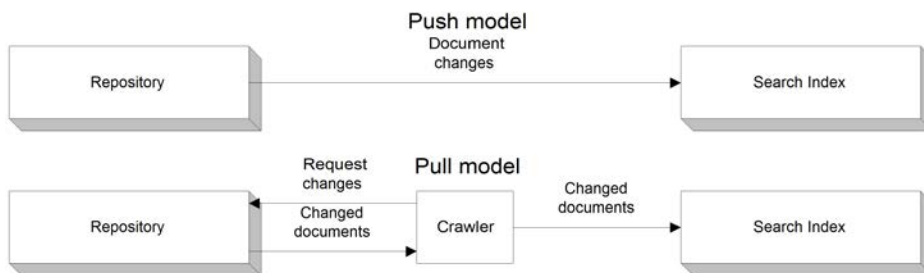 Push model
Document
changes
Repository
Search Index
Pull model
Request
changes
Changed
documents
Changed
documents
Repository
Crawler
Search Index